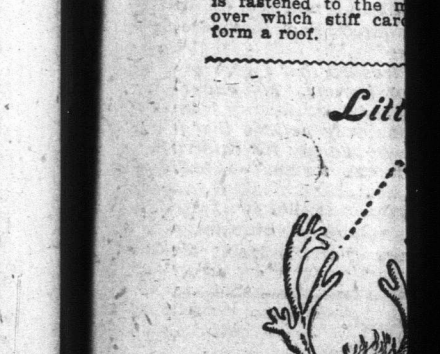 is fastened to the m
over which stiff car
form a roof.
Litt